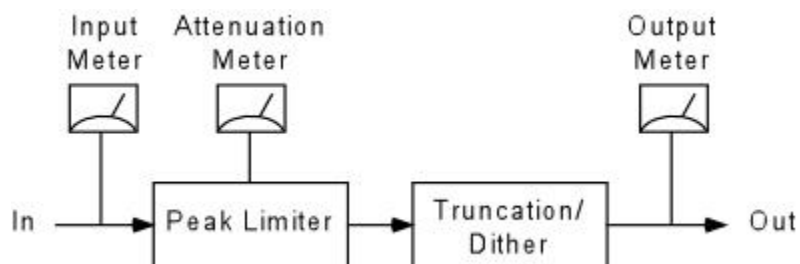 Input
Meter
Attenuation
Meter
Output
Meter
In
Peak Limiter
Truncation/
Dither
Out